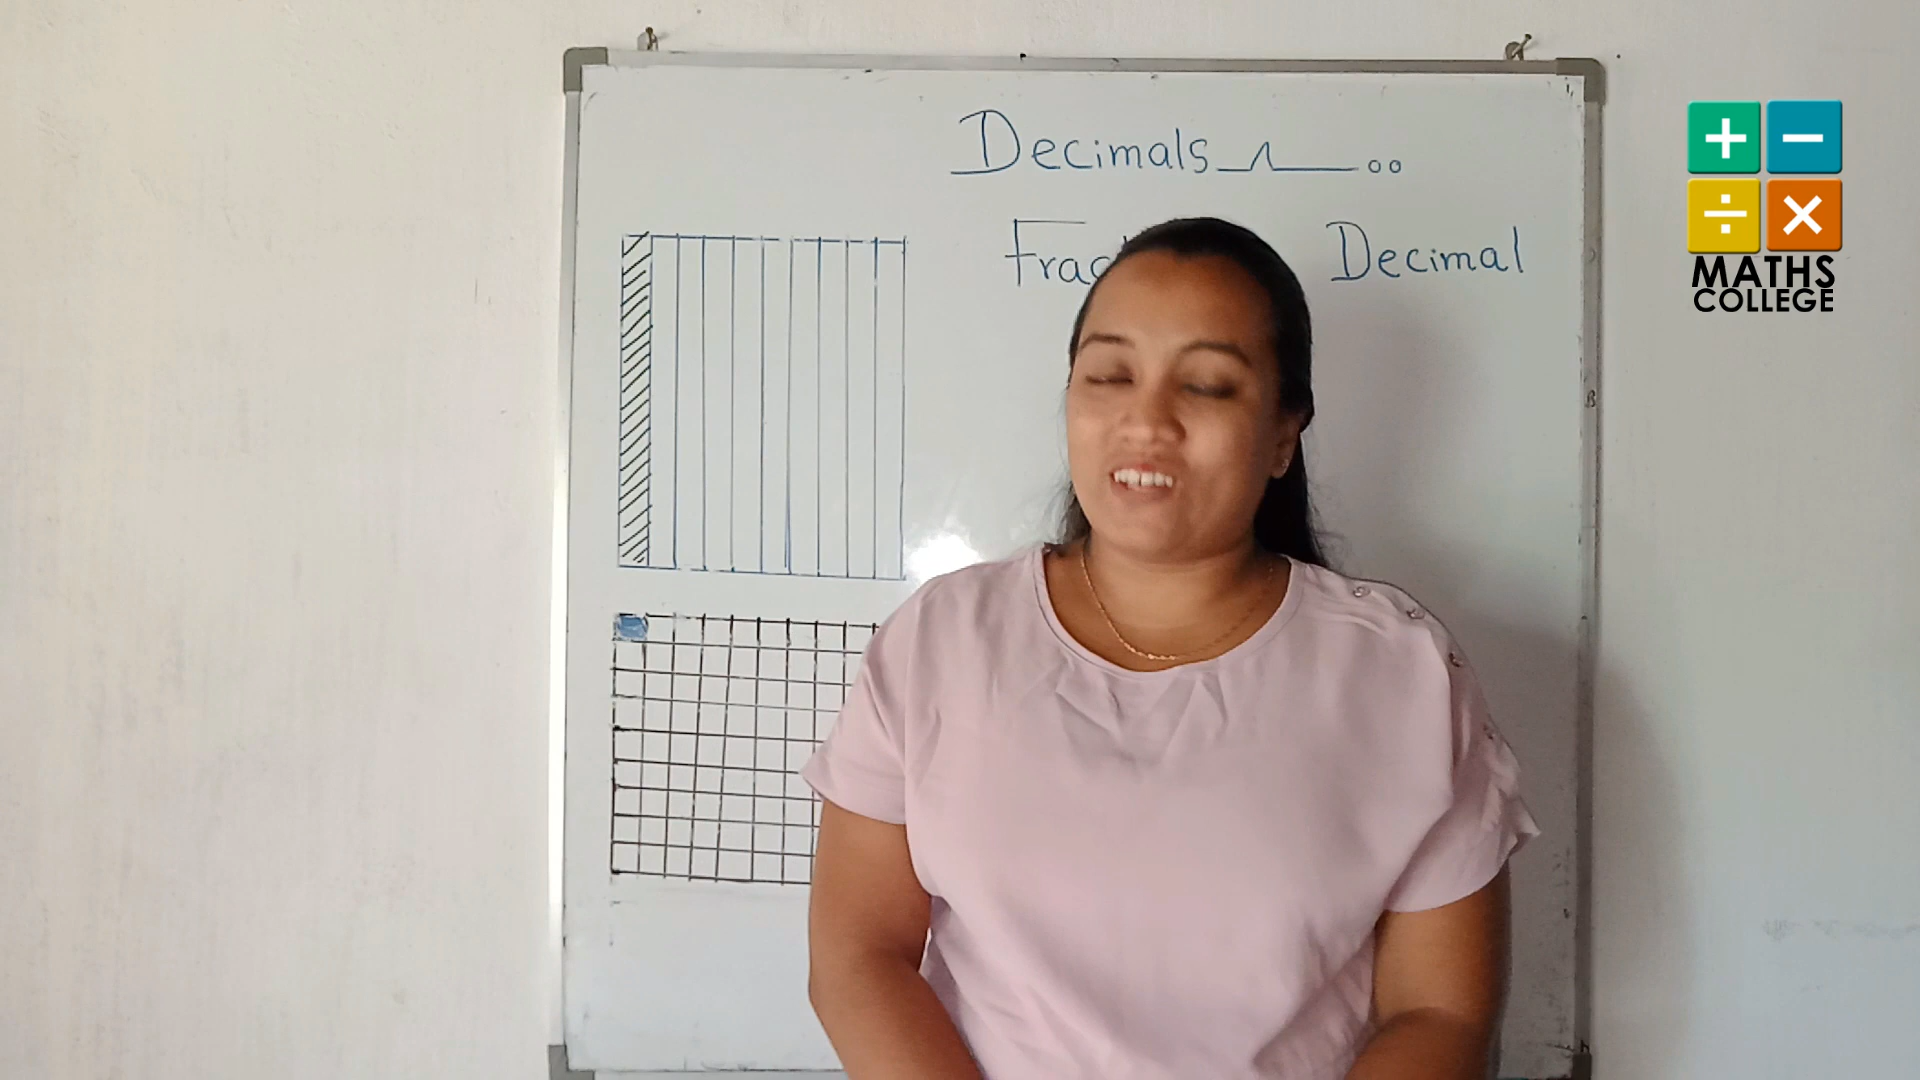 Decimals
Frac Decimal
+ −
÷ ×
MATHS
COLLEGE